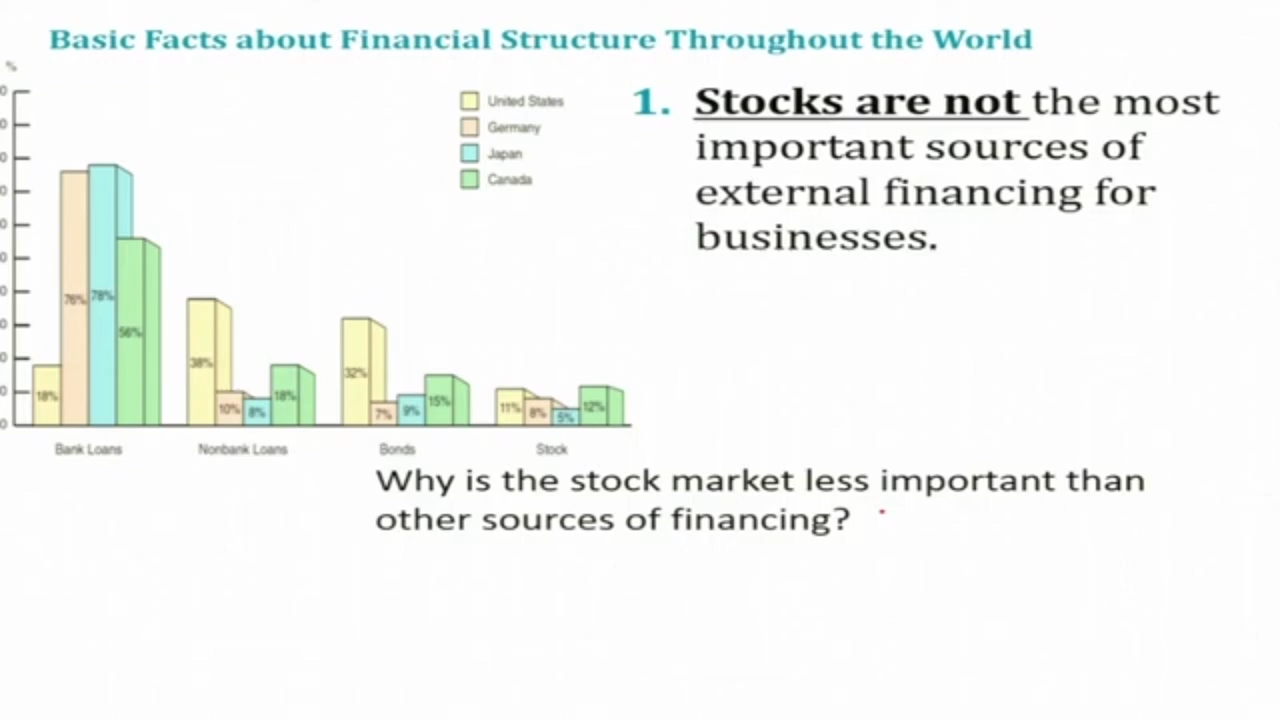 Basic Facts about Financial Structure Throughout the World
%
United States
Germany
Japan
Canada
1. Stocks are not the most
important sources of
external financing for
businesses.
18% 76% 78% 56%
38% 10% 8% 18%
32% 7% 9% 15%
11% 8% 5% 12%
Bank Loans Nonbank Loans Bonds Stock
Why is the stock market less important than
other sources of financing?